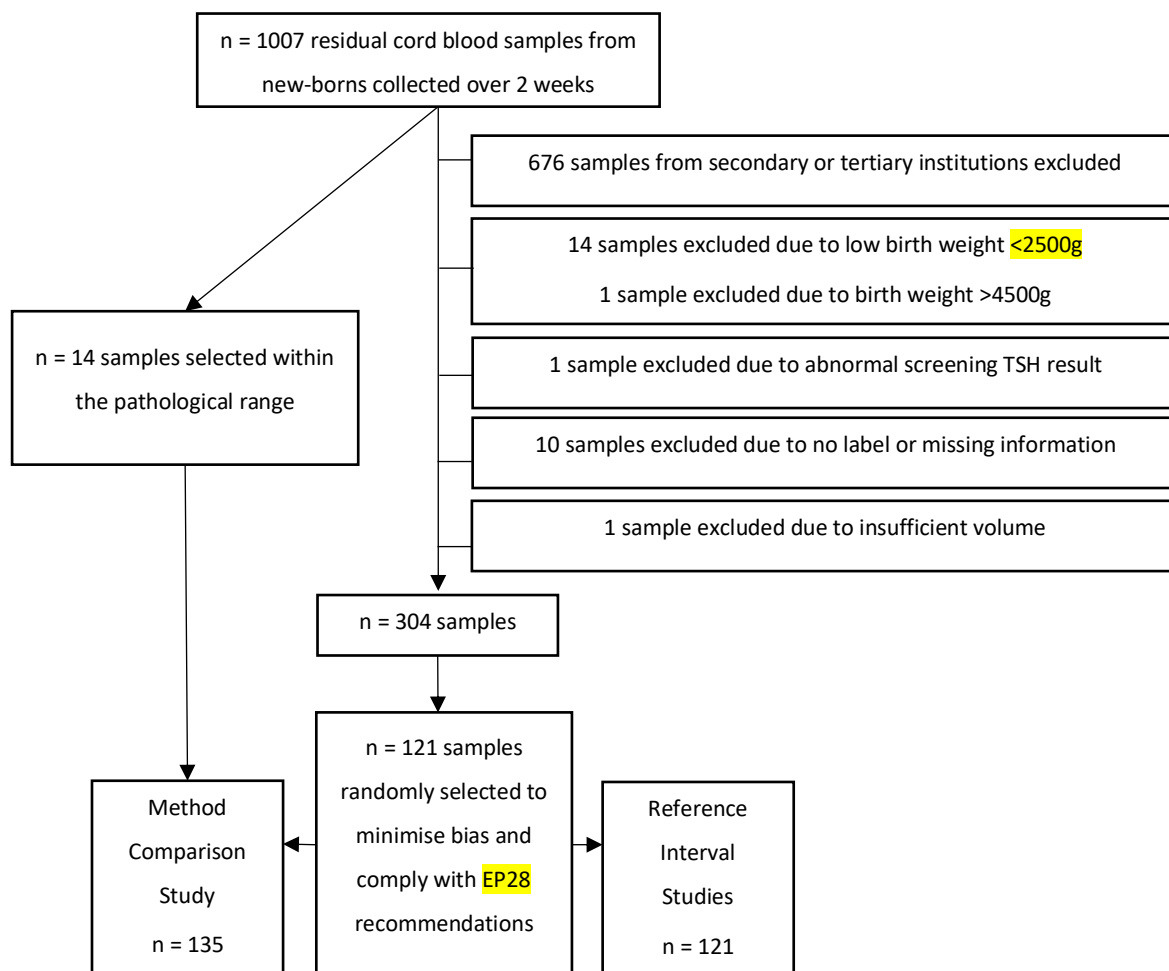 n = 1007 residual cord blood samples from
new-borns collected over 2 weeks
676 samples from secondary or tertiary institutions excluded
14 samples excluded due to low birth weight <2500g
1 sample excluded due to birth weight >4500g
n = 14 samples selected within
the pathological range
1 sample excluded due to abnormal screening TSH result
10 samples excluded due to no label or missing information
1 sample excluded due to insufficient volume
n = 304 samples
n = 121 samples
randomly selected to
minimise bias and
comply with EP28
recommendations
Method
Comparison
Study
n = 135
Reference
Interval
Studies
n = 121